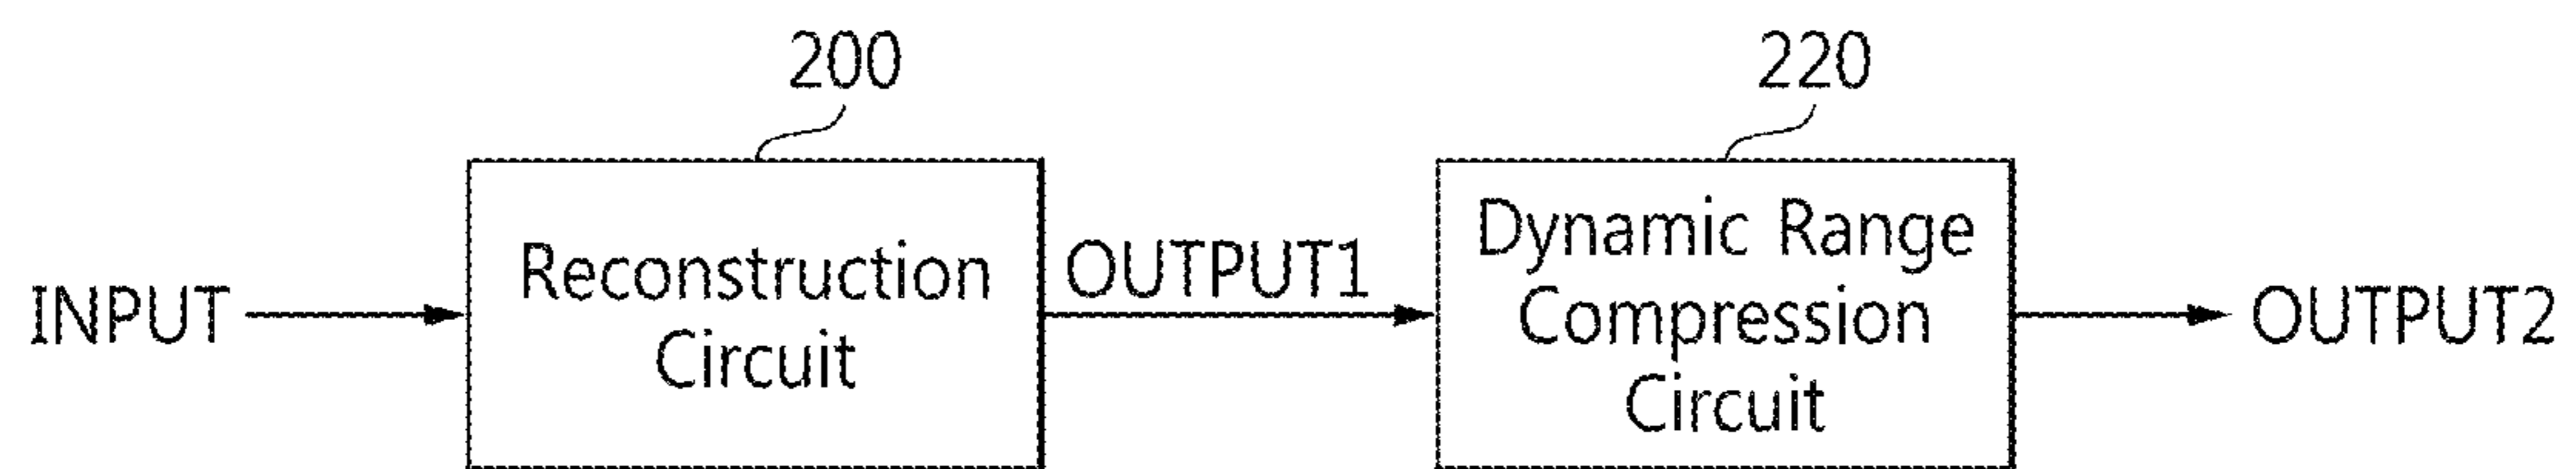 200
220
INPUT
Reconstruction
Circuit
OUTPUT1
Dynamic Range
Compression
Circuit
OUTPUT2